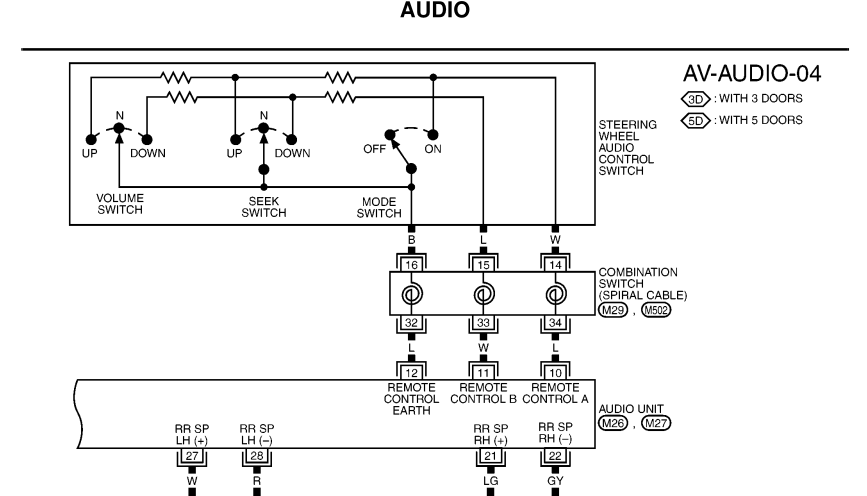 AUDIO
AV-AUDIO-04
3D : WITH 3 DOORS
5D : WITH 5 DOORS
N
UP DOWN
VOLUME
SWITCH
N
UP DOWN
SEEK
SWITCH
OFF ON
MODE
SWITCH
STEERING
WHEEL
AUDIO
CONTROL
SWITCH
B L W
16 15 14
COMBINATION
SWITCH
(SPIRAL CABLE)
M29 , M502
32 33 34
L W L
12 11 10
REMOTE
CONTROL
EARTH
REMOTE
CONTROL B
REMOTE
CONTROL A
AUDIO UNIT
M26 , M27
RR SP
LH (+)
RR SP
LH (–)
RR SP
RH (+)
RR SP
RH (–)
27 28 21 22
W R LG GY